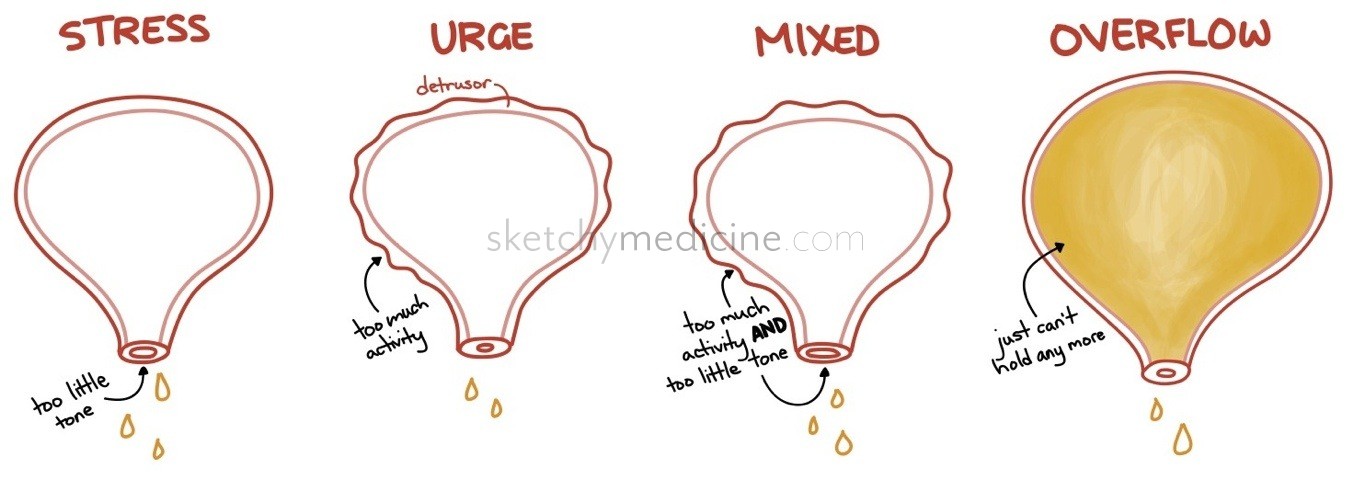 STRESS
URGE
MIXED
OVERFLOW
detrusor
sketchymedicine.com
too much
activity
too much
activity AND
too little tone
just can't
hold any more
too little
tone